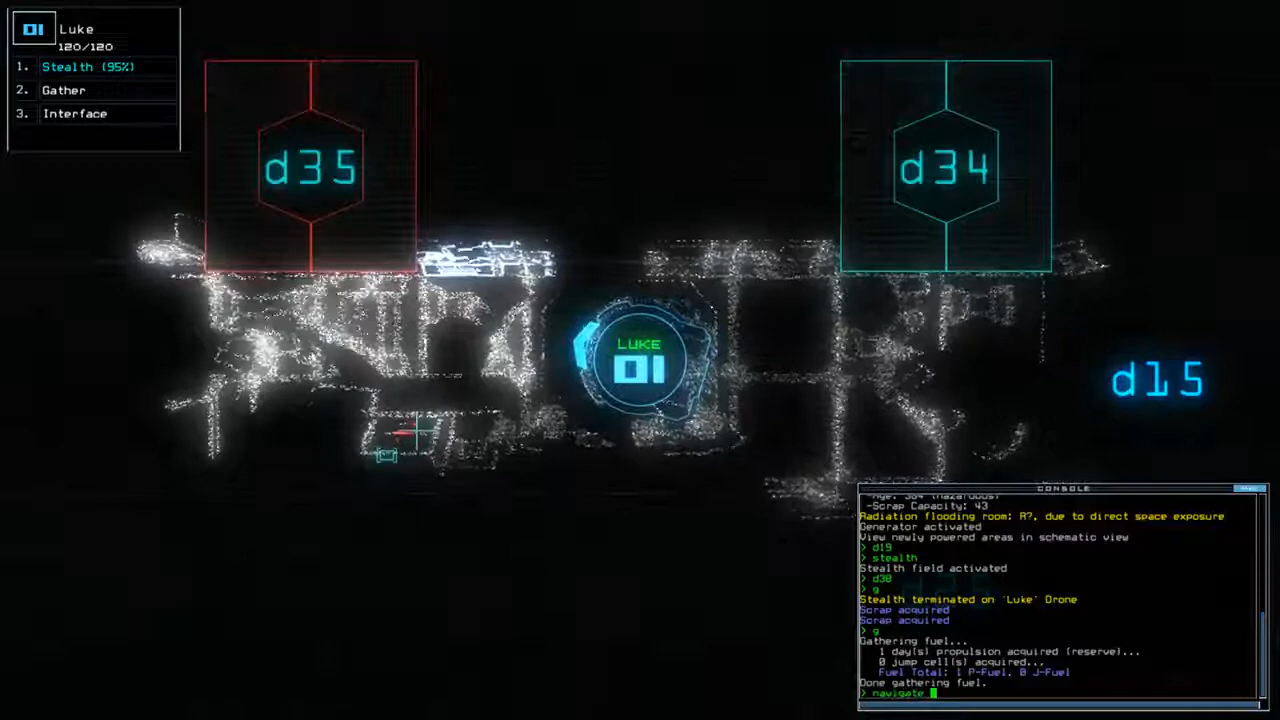 01 Luke
120/120
1. Stealth (95%)
2. Gather
3. Interface
d35
d34
LUKE
01
d15
CONSOLE
-Scrap Capacity: 43
Radiation flooding room: R?, due to direct space exposure
Generator activated
View newly powered areas in schematic view
> d19
> stealth
Stealth field activated
> d30
> g
Stealth terminated on 'Luke' Drone
Scrap acquired
Scrap acquired
> g
Gathering fuel...
1 day(s) propulsion acquired (reserve)...
0 jump cell(s) acquired...
Fuel Total: 1 P-Fuel, 0 J-Fuel
Done gathering fuel.
> navigate